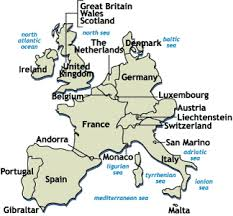 Great Britain
Wales
Scotland
north
atlantic
ocean
north sea
baltic
sea
The
Netherlands
Denmark
Ireland
United
Kingdom
Germany
Belgium
Luxembourg
Austria
Liechtenstein
Switzerland
France
San Marino
Andorra
Monaco
ligurian
sea
Italy
adriatic
sea
Portugal
Spain
tyrrhenian
sea
ionian
sea
mediterranean sea
Gibraltar
Malta